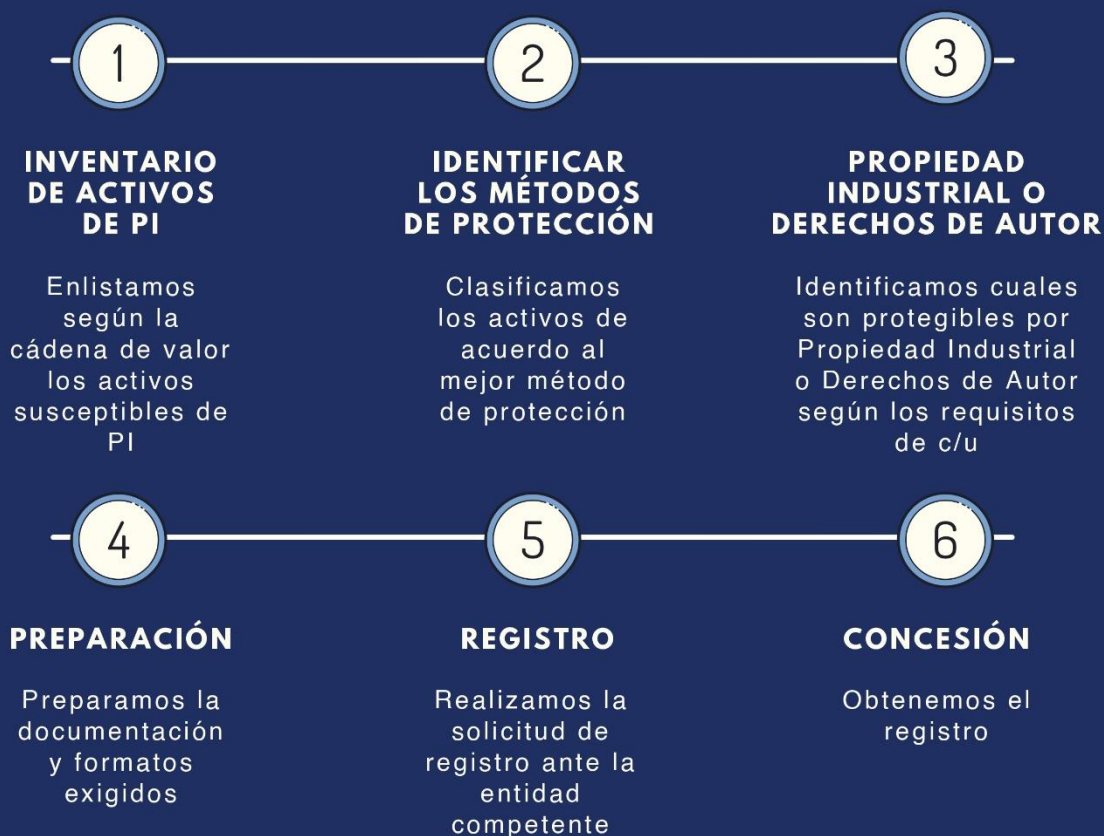 1
INVENTARIO
DE ACTIVOS
DE PI
Enlistamos
según la
cádena de valor
los activos
susceptibles de
PI
2
IDENTIFICAR
LOS MÉTODOS
DE PROTECCIÓN
Clasificamos
los activos de
acuerdo al
mejor método
de protección
3
PROPIEDAD
INDUSTRIAL O
DERECHOS DE AUTOR
Identificamos cuales
son protegibles por
Propiedad Industrial
o Derechos de Autor
según los requisitos
de c/u
4
PREPARACIÓN
Preparamos la
documentación
y formatos
exigidos
5
REGISTRO
Realizamos la
solicitud de
registro ante la
entidad
competente
6
CONCESIÓN
Obtenemos el
registro